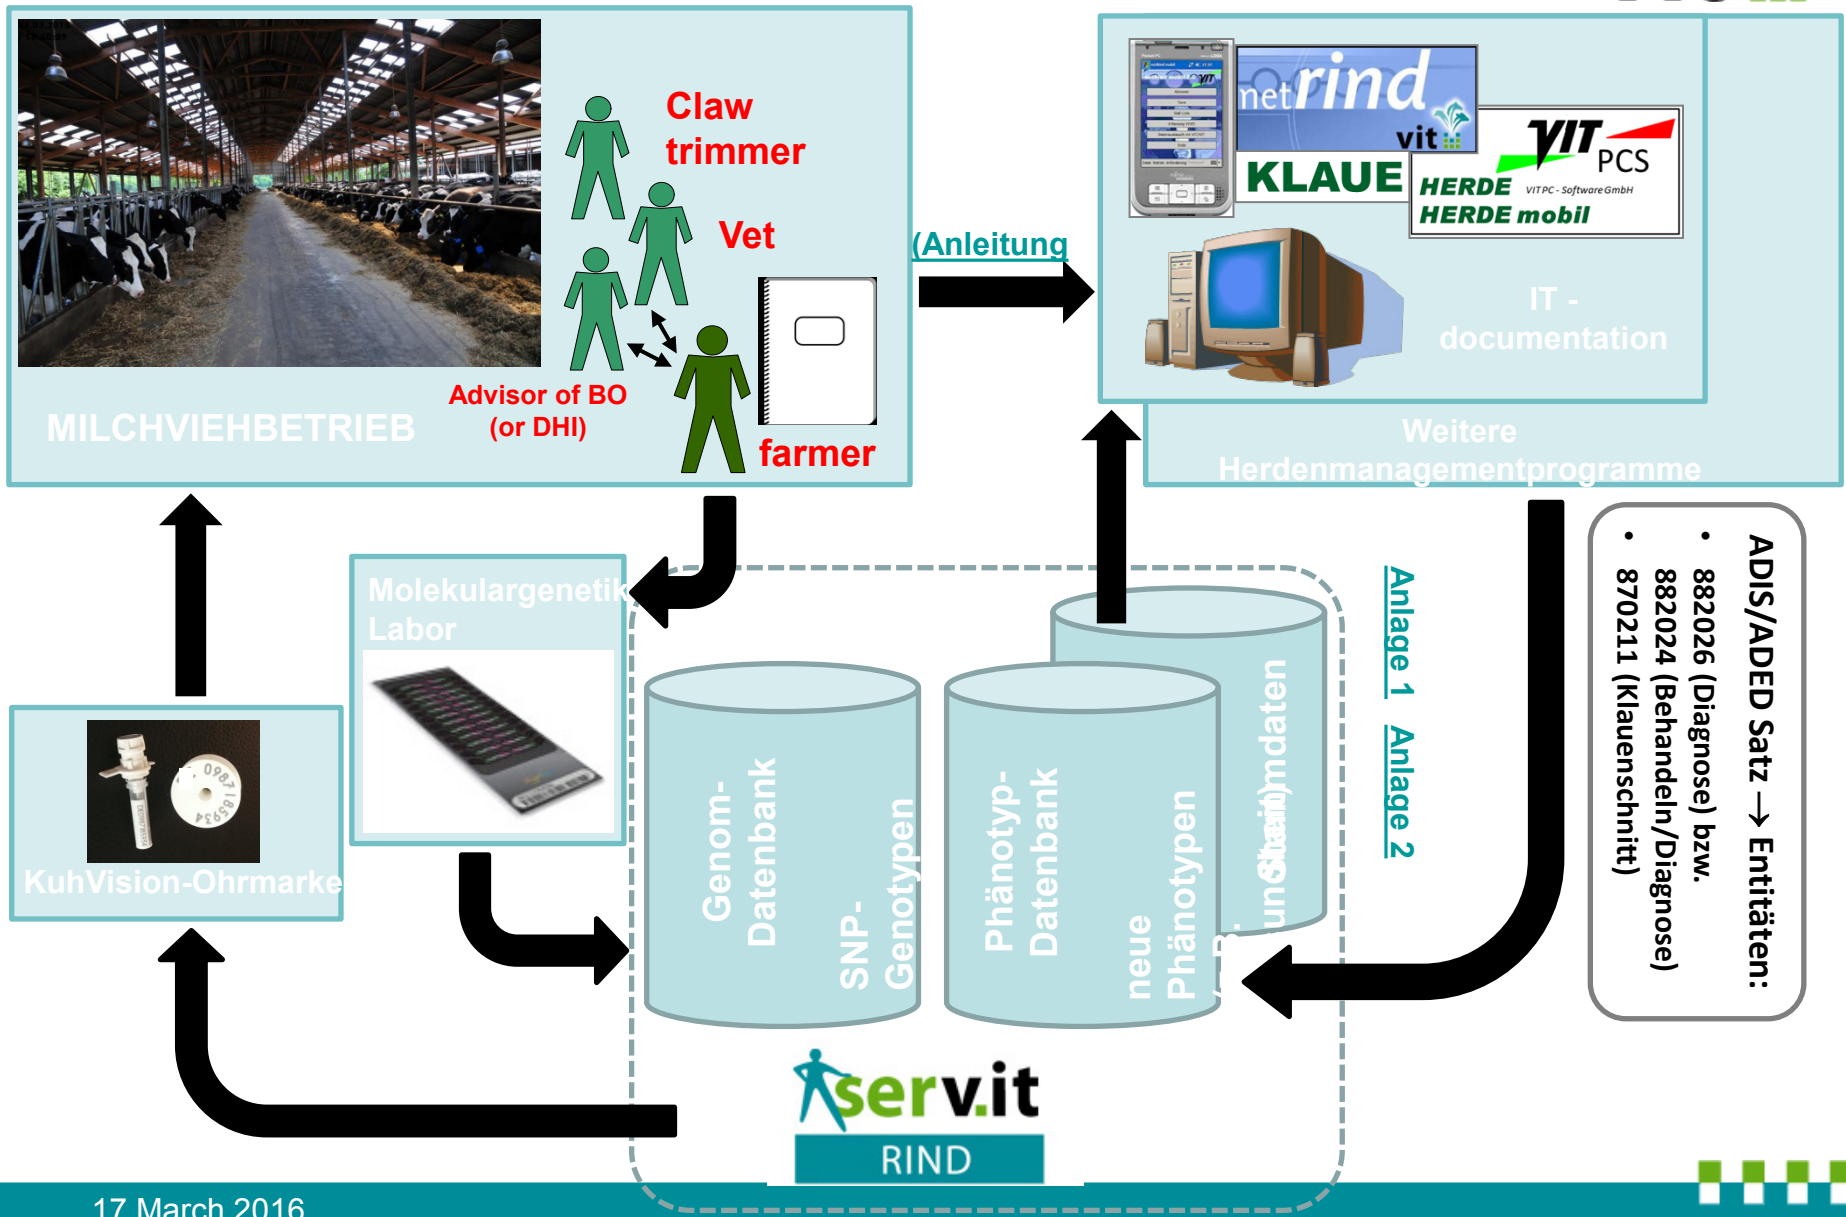 Claw
trimmer
Vet
Advisor of BO
(or DHI)
farmer
MILCHVIEHBETRIEB
(Anleitung
netrind
vit
KLAUE
VIT
PCS
VITPC - Software GmbH
HERDE
HERDE mobil
IT -
documentation
Weitere
Herdenmanagementprogramme
ADIS/ADED Satz → Entitäten:
• 882026 (Diagnose) bzw.
882024 (Behandeln/Diagnose)
• 870211 (Klauenschnitt)
Anlage 1 Anlage 2
Molekulargenetik
Labor
KuhVision-Ohrmarke
Genom-
Datenbank
SNP-
Genotypen
Phänotyp-
Datenbank
neue
Phänotypen
serv.it
RIND
17 March 2016